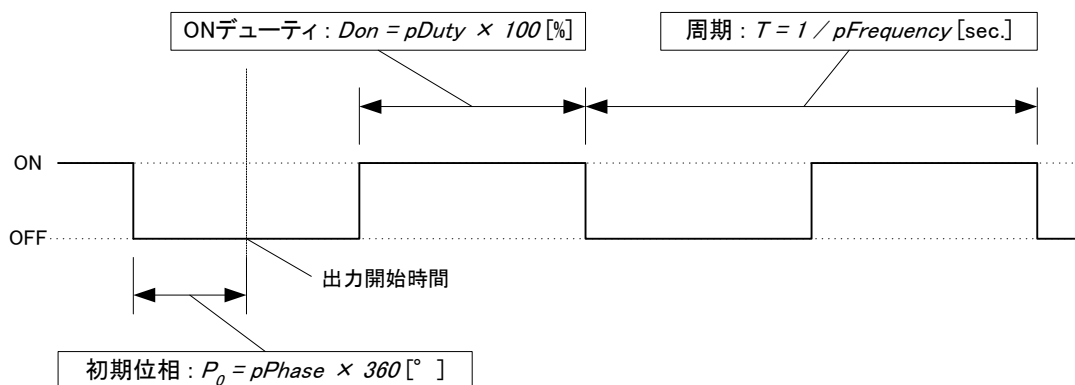 ONデューティ : Don = pDuty × 100 [%]
周期 : T = 1 / pFrequency [sec.]
ON
OFF
出力開始時間
初期位相 : P0 = pPhase × 360 [° ]